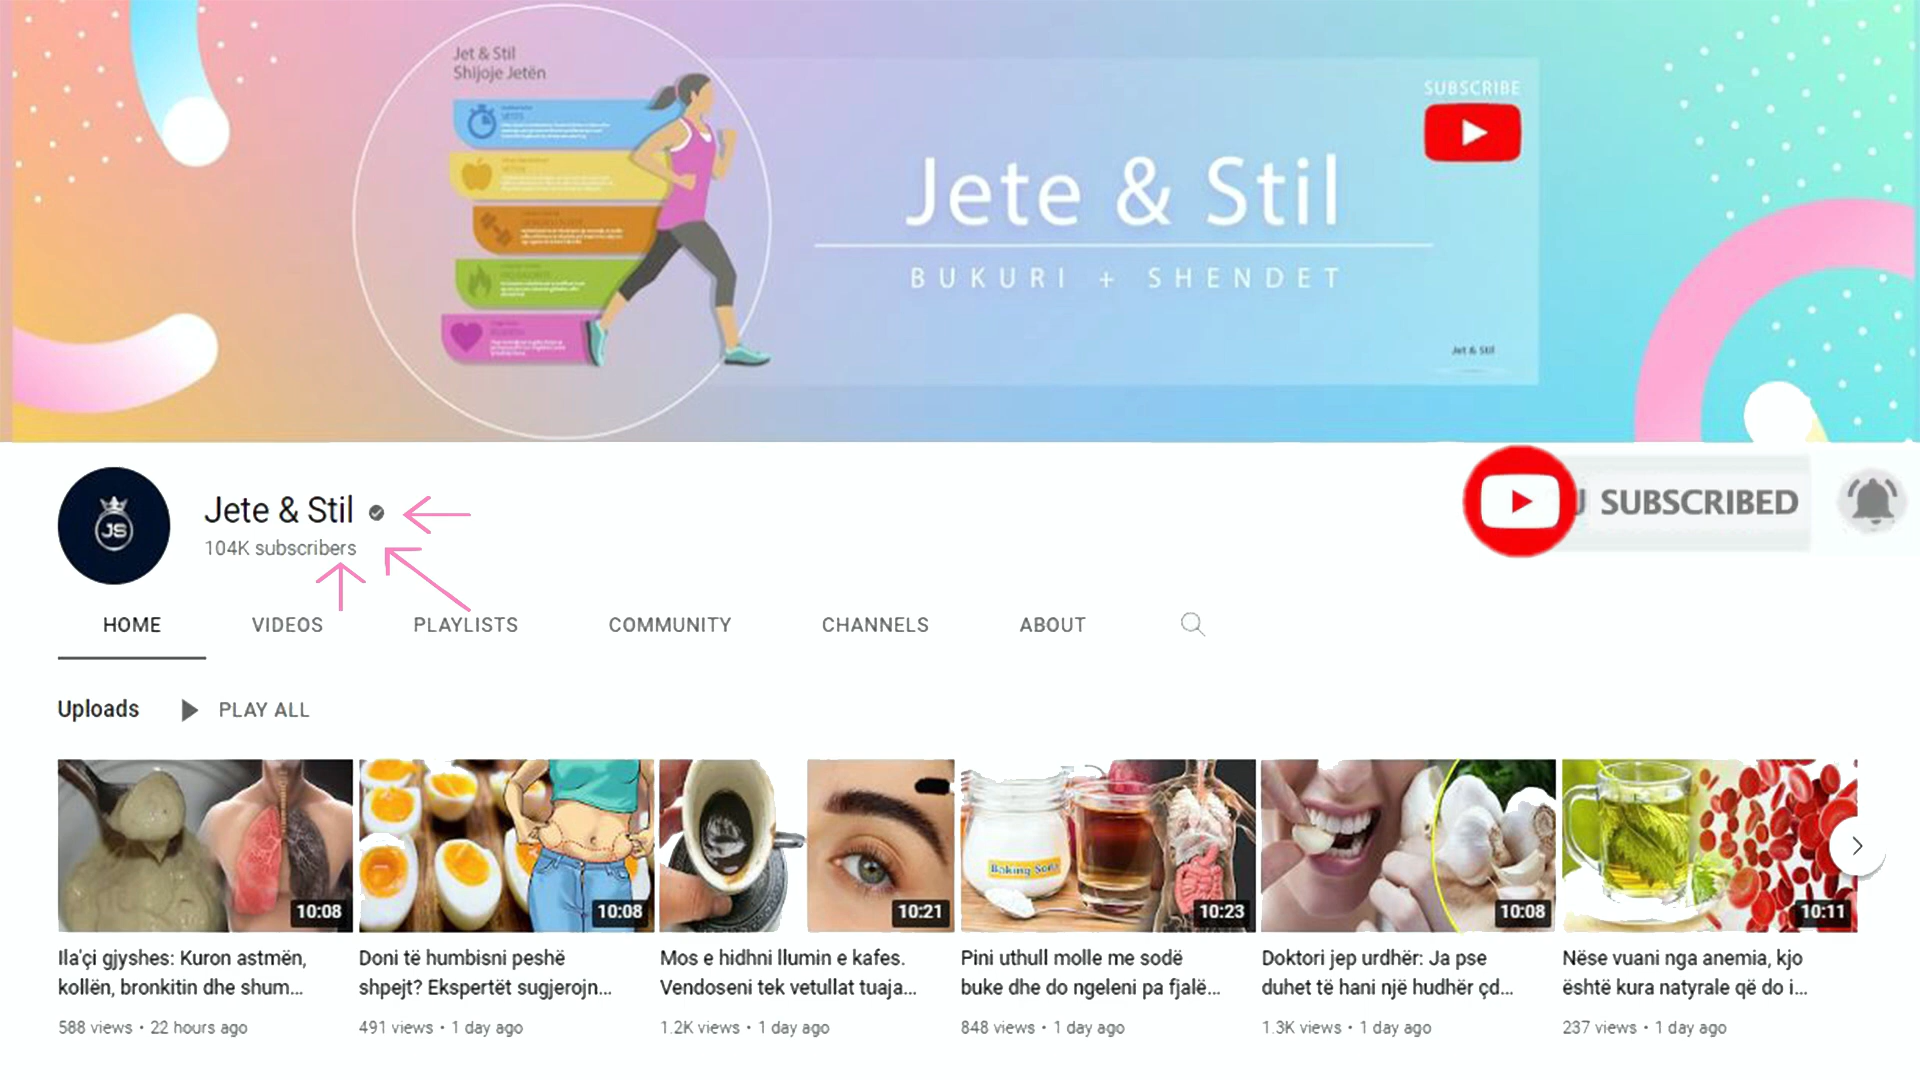 Jet & Stil
Shijoje Jetën
SUBSCRIBE
Jete & Stil
BUKURI + SHENDET
Jet & Stil
JS
Jete & Stil
104K subscribers
SUBSCRIBED
HOME VIDEOS PLAYLISTS COMMUNITY CHANNELS ABOUT
Uploads PLAY ALL
10:08
10:08
10:21
Baking Soda
10:23
10:08
10:11
Ila'çi gjyshes: Kuron astmën,
kollën, bronkitin dhe shum...
588 views • 22 hours ago
Doni të humbisni peshë
shpejt? Ekspertët sugjerojn...
491 views • 1 day ago
Mos e hidhni llumin e kafes.
Vendoseni tek vetullat tuaja...
1.2K views • 1 day ago
Pini uthull molle me sodë
buke dhe do ngeleni pa fjalë...
848 views • 1 day ago
Doktori jep urdhër: Ja pse
duhet të hani një hudhër çd...
1.3K views • 1 day ago
Nëse vuani nga anemia, kjo
është kura natyrale që do i...
237 views • 1 day ago